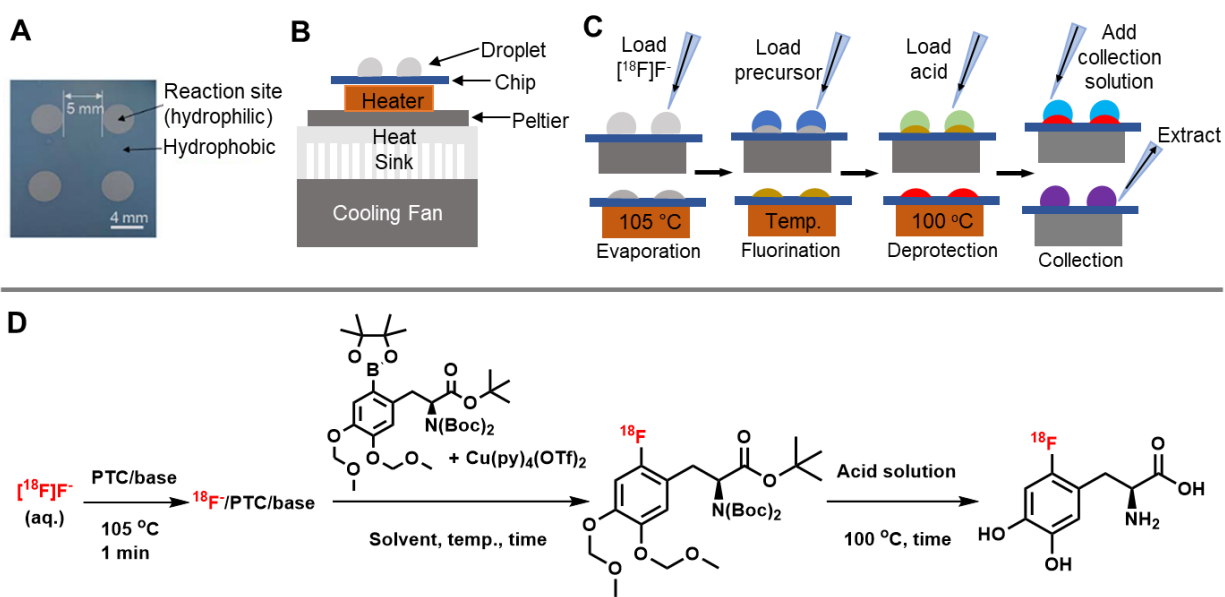 A
5 mm
Reaction site
(hydrophilic)
Hydrophobic
4 mm
B
Droplet
Chip
Heater
Peltier
Heat
Sink
Cooling Fan
C
Load
[¹⁸F]F⁻
105 °C
Evaporation
Load
precursor
Temp.
Fluorination
Load
acid
100 °C
Deprotection
Add
collection
solution
Extract
Collection
D
[¹⁸F]F⁻
(aq.)
PTC/base
105 °C
1 min
¹⁸F⁻/PTC/base
B
O
O
O
O
N(Boc)₂
O
O
O
O
+ Cu(py)₄(OTf)₂
Solvent, temp., time
¹⁸F
O
O
N(Boc)₂
O
O
O
O
Acid solution
100 °C, time
¹⁸F
O
OH
NH₂
HO
OH